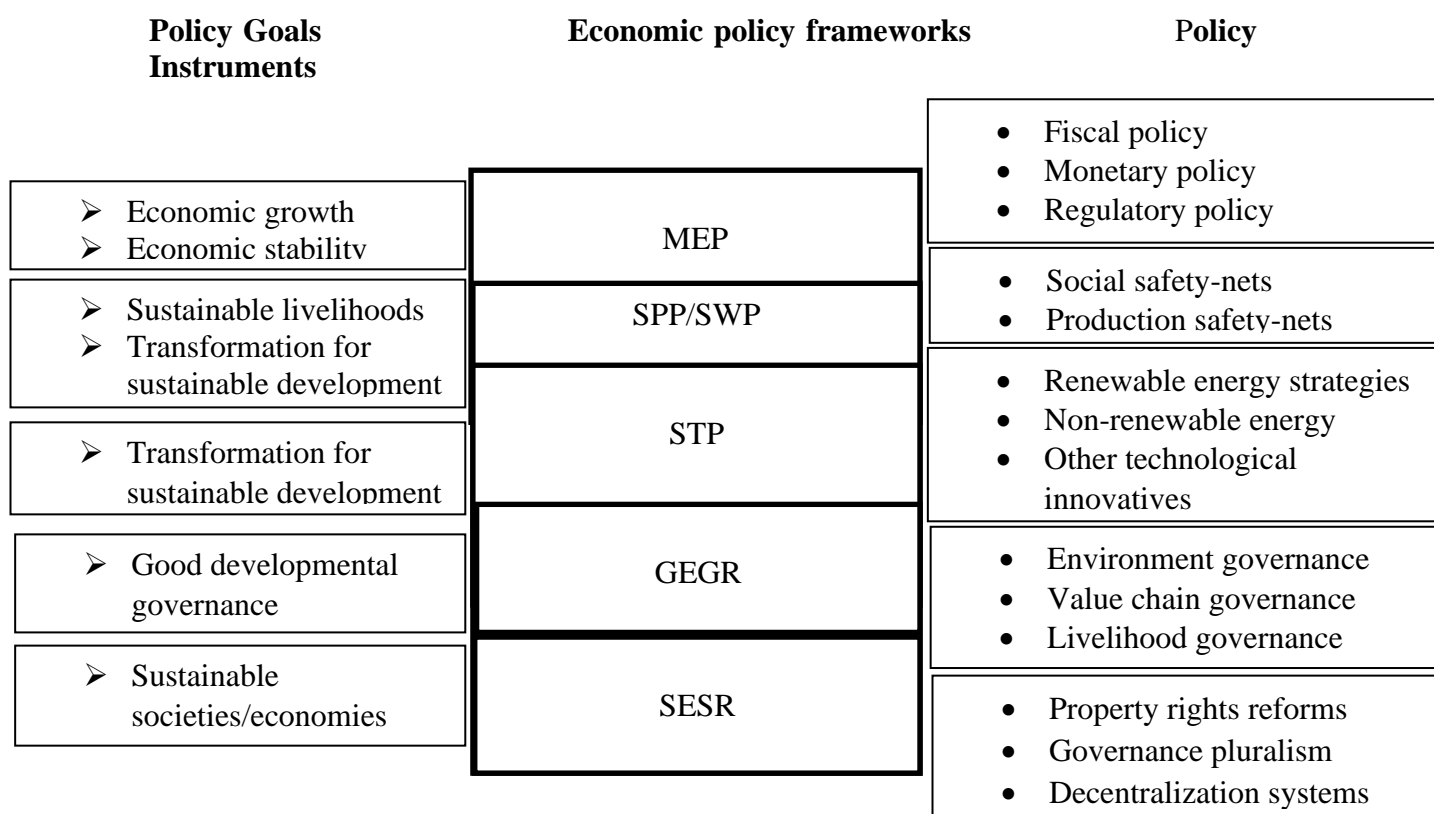 Policy Goals Economic policy frameworks Policy
Instruments
➢ Economic growth
➢ Economic stability
➢ Sustainable livelihoods
➢ Transformation for
sustainable development
➢ Transformation for
sustainable development
➢ Good developmental
governance
➢ Sustainable
societies/economies
MEP
SPP/SWP
STP
GEGR
SESR
• Fiscal policy
• Monetary policy
• Regulatory policy
• Social safety-nets
• Production safety-nets
• Renewable energy strategies
• Non-renewable energy
• Other technological
innovatives
• Environment governance
• Value chain governance
• Livelihood governance
• Property rights reforms
• Governance pluralism
• Decentralization systems